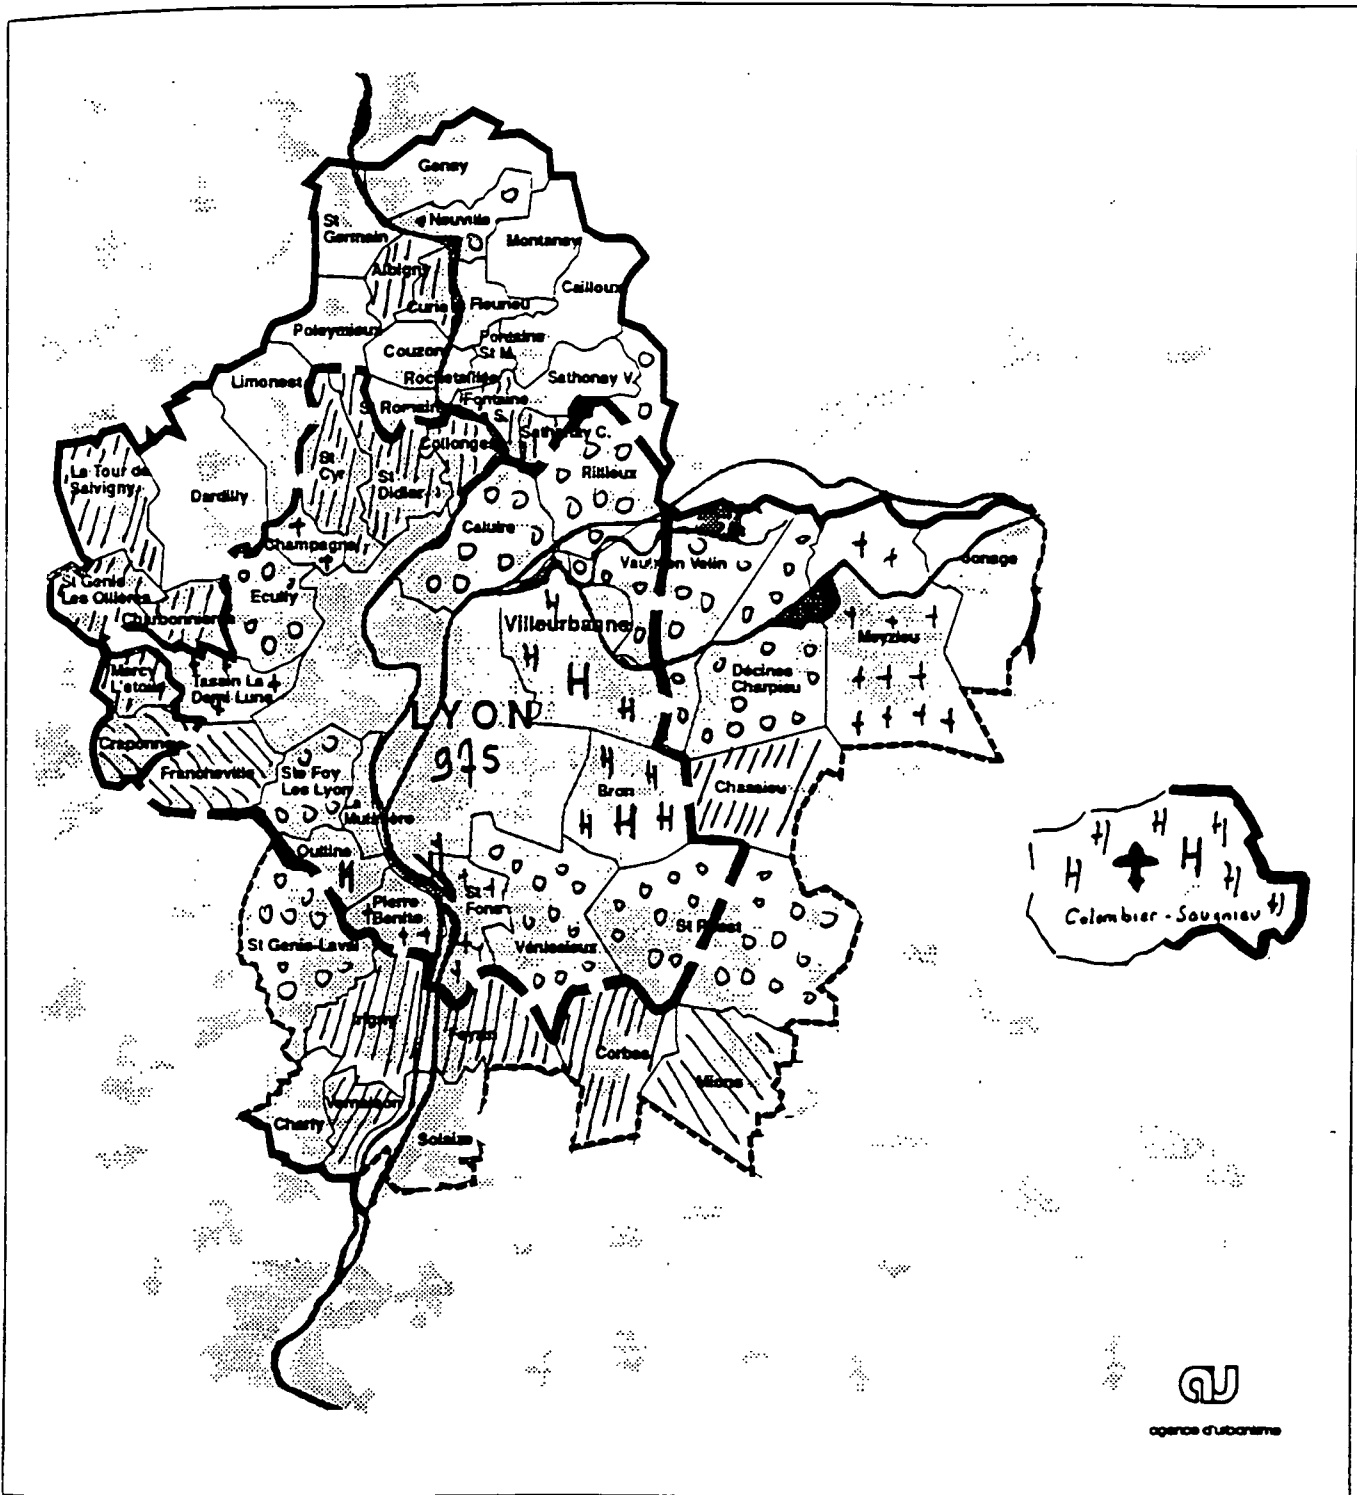 Genay
Neuville
St
Germain
Montanay
Albigny
Cailloux
Curis
Fleurieu
Poleymieux
Fontaine
St M.
Couzon
Limonest
Rochetaillée
Sathonay V.
St Romain
Fontaine
S.
Sathonay C.
Collonges
La Tour de
Salvigny
St
Cyr
St
Didier
Rillieux
Dardilly
Caluire
Champagne
Vaulx en Velin
Jonage
St Genis
Les Ollières
Ecully
Charbonnières
Villeurbanne
Meyzieu
Marcy
L'étoile
Tassin La
Demi-Lune
Décines
Charpieu
LYON
975
Craponne
Francheville
Ste Foy
Les Lyon
La
Mulatière
Bron
Chassieu
Oullins
Pierre
Bénite
St
Fons
St Genis-Laval
Vénissieux
St Priest
Colombier-Saugnieu
Irigny
Feyzin
Corbas
Mions
Vernaison
Charly
Solaize
au
agence d'urbanisme